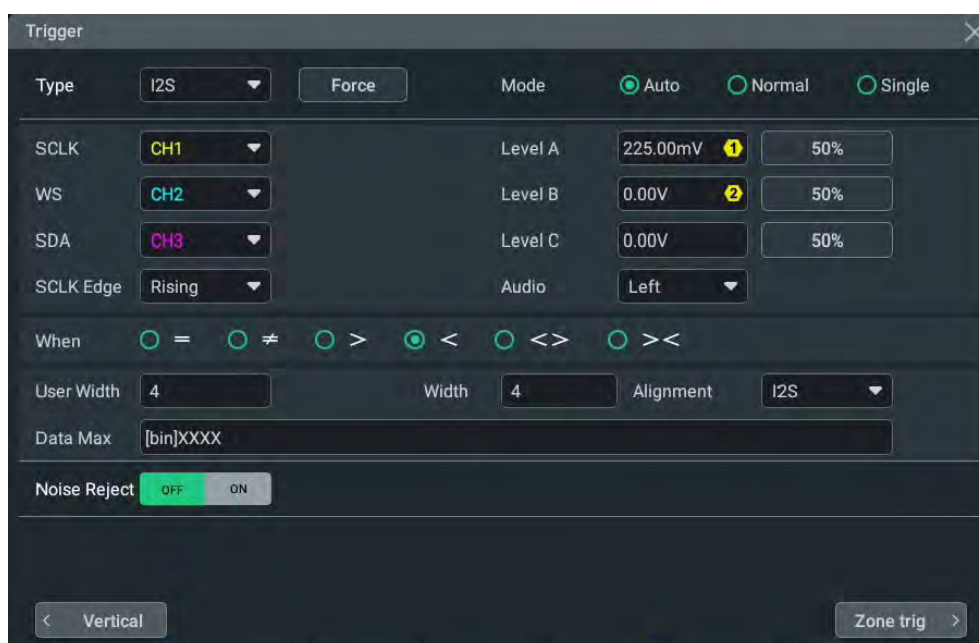 Trigger
Type I2S Force Mode Auto Normal Single
SCLK CH1 Level A 225.00mV 1 50%
WS CH2 Level B 0.00V 2 50%
SDA CH3 Level C 0.00V 50%
SCLK Edge Rising Audio Left
When = ≠ > < <> ><
User Width 4 Width 4 Alignment I2S
Data Max [bin]XXXX
Noise Reject OFF ON
< Vertical Zone trig >